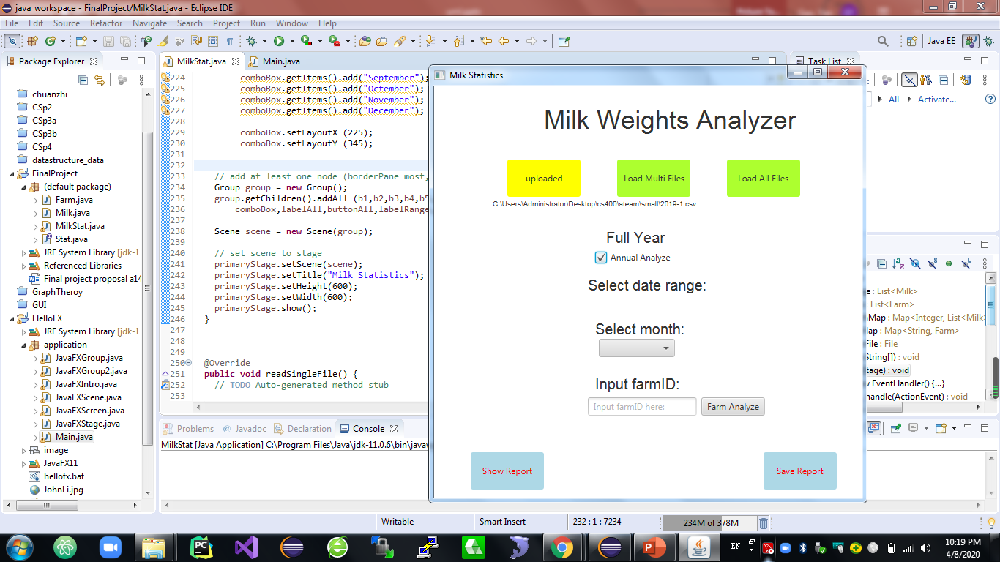 java_workspace - FinalProject/MilkStat.java - Eclipse IDE
File Edit Source Refactor Navigate Search Project Run Window Help
Java EE
Package Explorer
chuanzhi
CSp2
CSp3a
CSp3b
CSp4
datastructure_data
FinalProject
(default package)
Farm.java
Milk.java
MilkStat.java
Stat.java
JRE System Library [jdk-11
Referenced Libraries
Final project proposal a14
GraphTheroy
GUI
HelloFX
JRE System Library [jdk-11
application
JavaFXGroup.java
JavaFXGroup2.java
JavaFXIntro.java
JavaFXScene.java
JavaFXScreen.java
JavaFXStage.java
Main.java
image
JavaFX11
hellofx.bat
JohnLi.jpg
MilkStat.java Main.java
224 comboBox.getItems().add("September");
225 comboBox.getItems().add("Octember");
226 comboBox.getItems().add("November");
227 comboBox.getItems().add("December");
228
229 comboBox.setLayoutX (225);
230 comboBox.setLayoutY (345);
231
232
233 // add at least one node (borderPane most,
234 Group group = new Group();
235 group.getChildren().addAll (b1,b2,b3,b4,b5
236 comboBox,labelAll,buttonAll,labelRange
237
238 Scene scene = new Scene(group);
239
240 // set scene to stage
241 primaryStage.setScene(scene);
242 primaryStage.setTitle("Milk Statistics");
243 primaryStage.setHeight(600);
244 primaryStage.setWidth(600);
245 primaryStage.show();
246 }
247
248
249
250 @Override
251 public void readSingleFile() {
252 // TODO Auto-generated method stub
253
Problems @ Javadoc Declaration Console
MilkStat [Java Application] C:\Program Files\Java\jdk-11.0.6\bin\javaw
Milk Statistics
Milk Weights Analyzer
uploaded Load Multi Files Load All Files
C:\Users\Administrator\Desktop\cs400\ateam\small\2019-1.csv
Full Year
Annual Analyze
Select date range:
Select month:
Input farmID:
Input farmID here: Farm Analyze
Show Report Save Report
Task List
All Activate...
e : List<Milk>
List<Farm>
Map : Map<Integer, List<Milk
ap : Map<String, Farm>
File : File
String[]) : void
tage) : void
v EventHandler() {...}
handle(ActionEvent) : void
Writable Smart Insert 232 : 1 : 7234 234M of 378M
EN
10:19 PM
4/8/2020